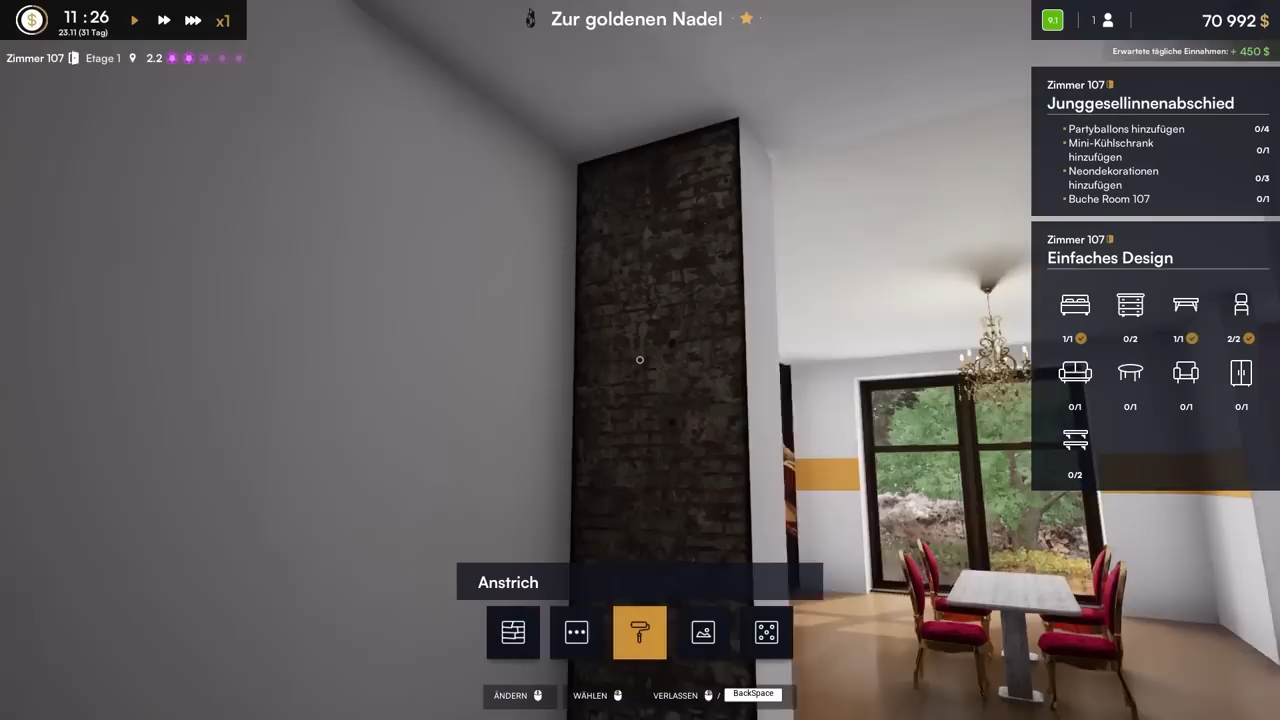 11 : 26
23.11 (31 Tag)
x1
Zur goldenen Nadel
9.1
1
70 992 $
Erwartete tägliche Einnahmen: + 450 $
Zimmer 107
Etage 1
2.2
Zimmer 107
Junggesellinnenabschied
Partyballons hinzufügen 0/4
Mini-Kühlschrank
hinzufügen 0/1
Neondekorationen
hinzufügen 0/3
Buche Room 107 0/1
Zimmer 107
Einfaches Design
1/1 0/2 1/1 2/2
0/1 0/1 0/1 0/1
0/2
Anstrich
ÄNDERN WÄHLEN VERLASSEN / BackSpace